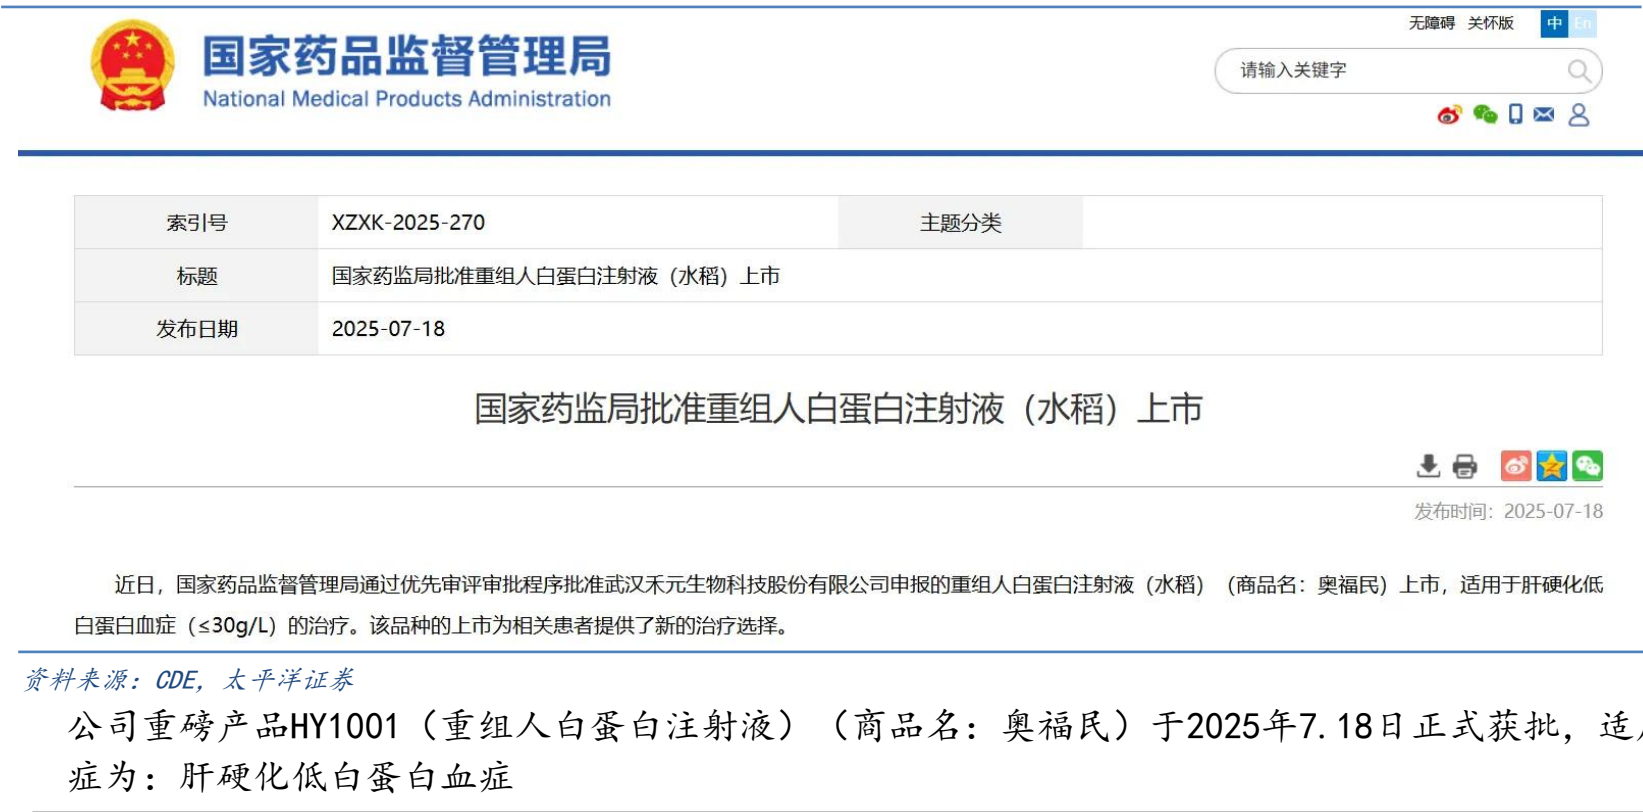 无障碍 关怀版 中 En
国家药品监督管理局
National Medical Products Administration
请输入关键字
索引号 XZXK-2025-270 主题分类
标题 国家药监局批准重组人白蛋白注射液（水稻）上市
发布日期 2025-07-18
国家药监局批准重组人白蛋白注射液（水稻）上市
发布时间：2025-07-18
近日，国家药品监督管理局通过优先审评审批程序批准武汉禾元生物科技股份有限公司申报的重组人白蛋白注射液（水稻）（商品名：奥福民）上市，适用于肝硬化低
白蛋白血症（≤30g/L）的治疗。该品种的上市为相关患者提供了新的治疗选择。
资料来源：CDE，太平洋证券
公司重磅产品HY1001（重组人白蛋白注射液）（商品名：奥福民）于2025年7.18日正式获批，适
症为：肝硬化低白蛋白血症